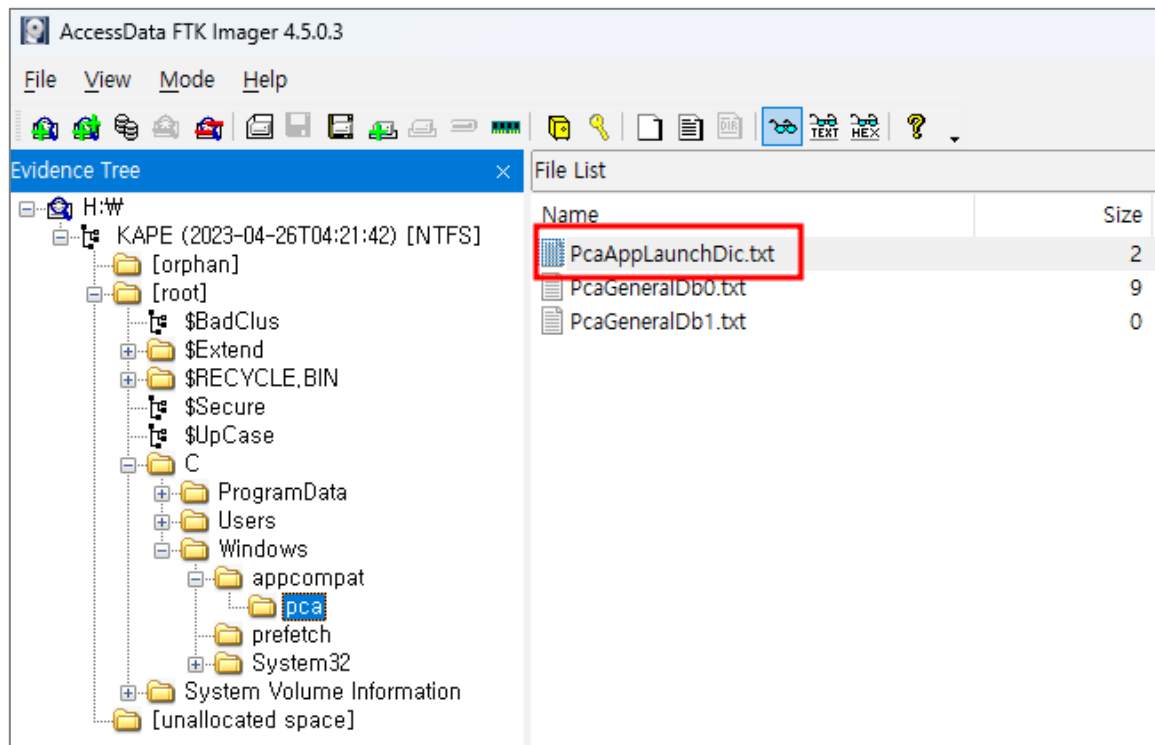 AccessData FTK Imager 4.5.0.3
File View Mode Help
TEXT HEX
Evidence Tree
H:₩
KAPE (2023-04-26T04:21:42) [NTFS]
[orphan]
[root]
$BadClus
$Extend
$RECYCLE.BIN
$Secure
$UpCase
C
ProgramData
Users
Windows
appcompat
pca
prefetch
System32
System Volume Information
[unallocated space]
File List
Name Size
PcaAppLaunchDic.txt 2
PcaGeneralDb0.txt 9
PcaGeneralDb1.txt 0